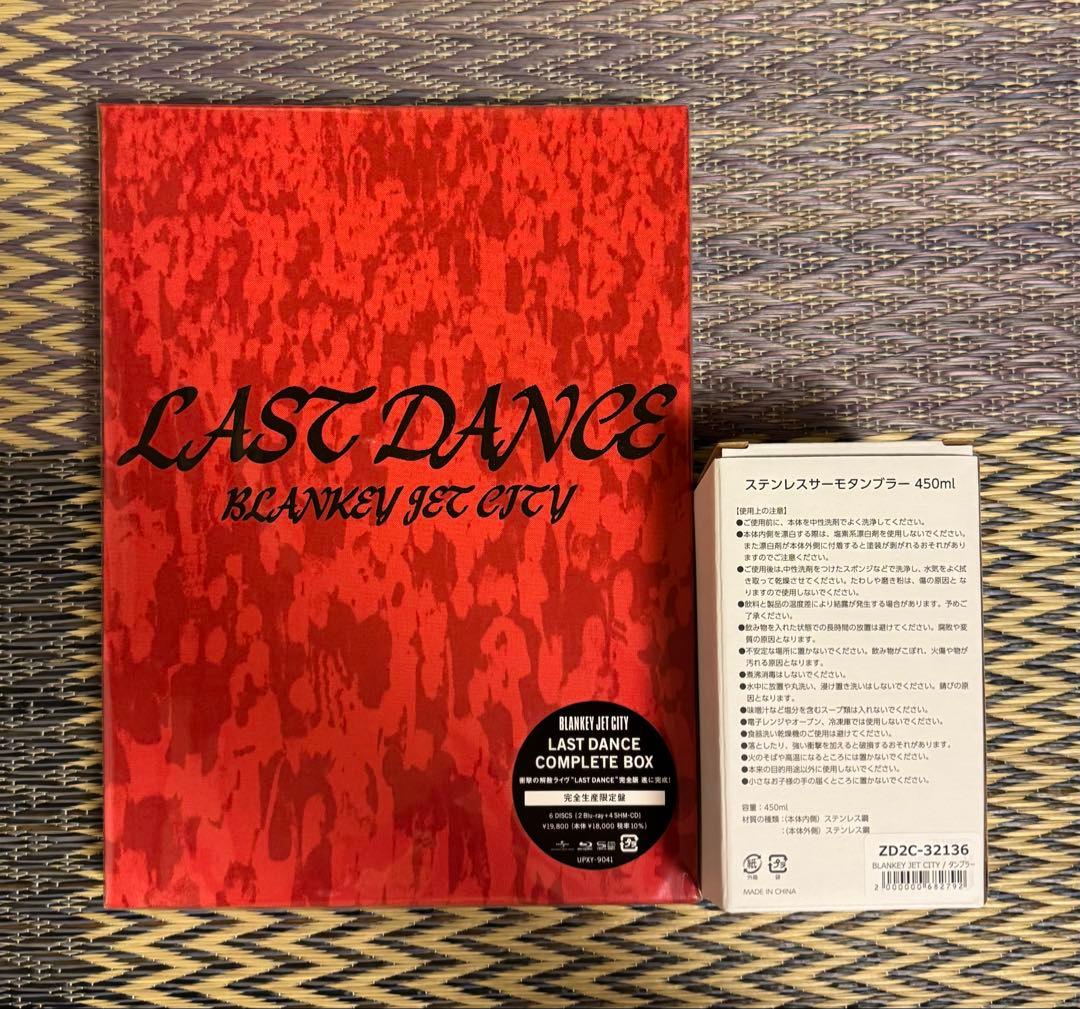 LAST DANCE
BLANKEY JET CITY
BLANKEY JET CITY
LAST DANCE
COMPLETE BOX
衝撃の解散ライヴ"LAST DANCE"完全版 遂に完成!
完全生産限定盤
6 DISCS [2 Blu-ray+4 SHM-CD]
¥19,800 (本体 ¥18,000 税率10%)
UPXY-9041
ステンレスサーモタンブラー 450ml
【使用上の注意】
●ご使用前に、本体を中性洗剤でよく洗浄してください。
●本体内側を漂白する際は、塩素系漂白剤を使用しないでください。
また漂白剤が本体外側に付着すると塗装が剥がれるおそれがあり
ますのでご注意ください。
●ご使用後は、中性洗剤をつけたスポンジなどで洗浄し、水気をよく拭
き取って乾燥させてください。たわしや磨き粉は、傷の原因と な
りますので使用しないでください。
●飲料と製品の温度差により結露が発生する場合があります。予めご
了承ください。
●飲み物を入れた状態での長時間の放置は避けてください。腐敗や変
質の原因となります。
●不安定な場所に置かないでください。飲み物がこぼれ、火傷や物が
汚れる原因となります。
●煮沸消毒はしないでください。
●水中に放置や丸洗い、浸け置き洗いはしないでください。錆びの原
因となります。
●味噌汁など塩分を含むスープ類は入れないでください。
●電子レンジやオーブン、冷凍庫では使用しないでください。
●食器洗い乾燥機のご使用は避けてください。
●落としたり、強い衝撃を加えると破損するおそれがあります。
●火のそばや高温になるところには置かないでください。
●本来の目的用途以外に使用しないでください。
●小さなお子様の手の届くところに置かないでください。
容量:450ml
材質の種類:(本体内側) ステンレス鋼
:(本体外側) ステンレス鋼
紙
外箱
プラ
袋
MADE IN CHINA
ZD2C-32136
BLANKEY JET CITY / タンブラー
2 000000 682792